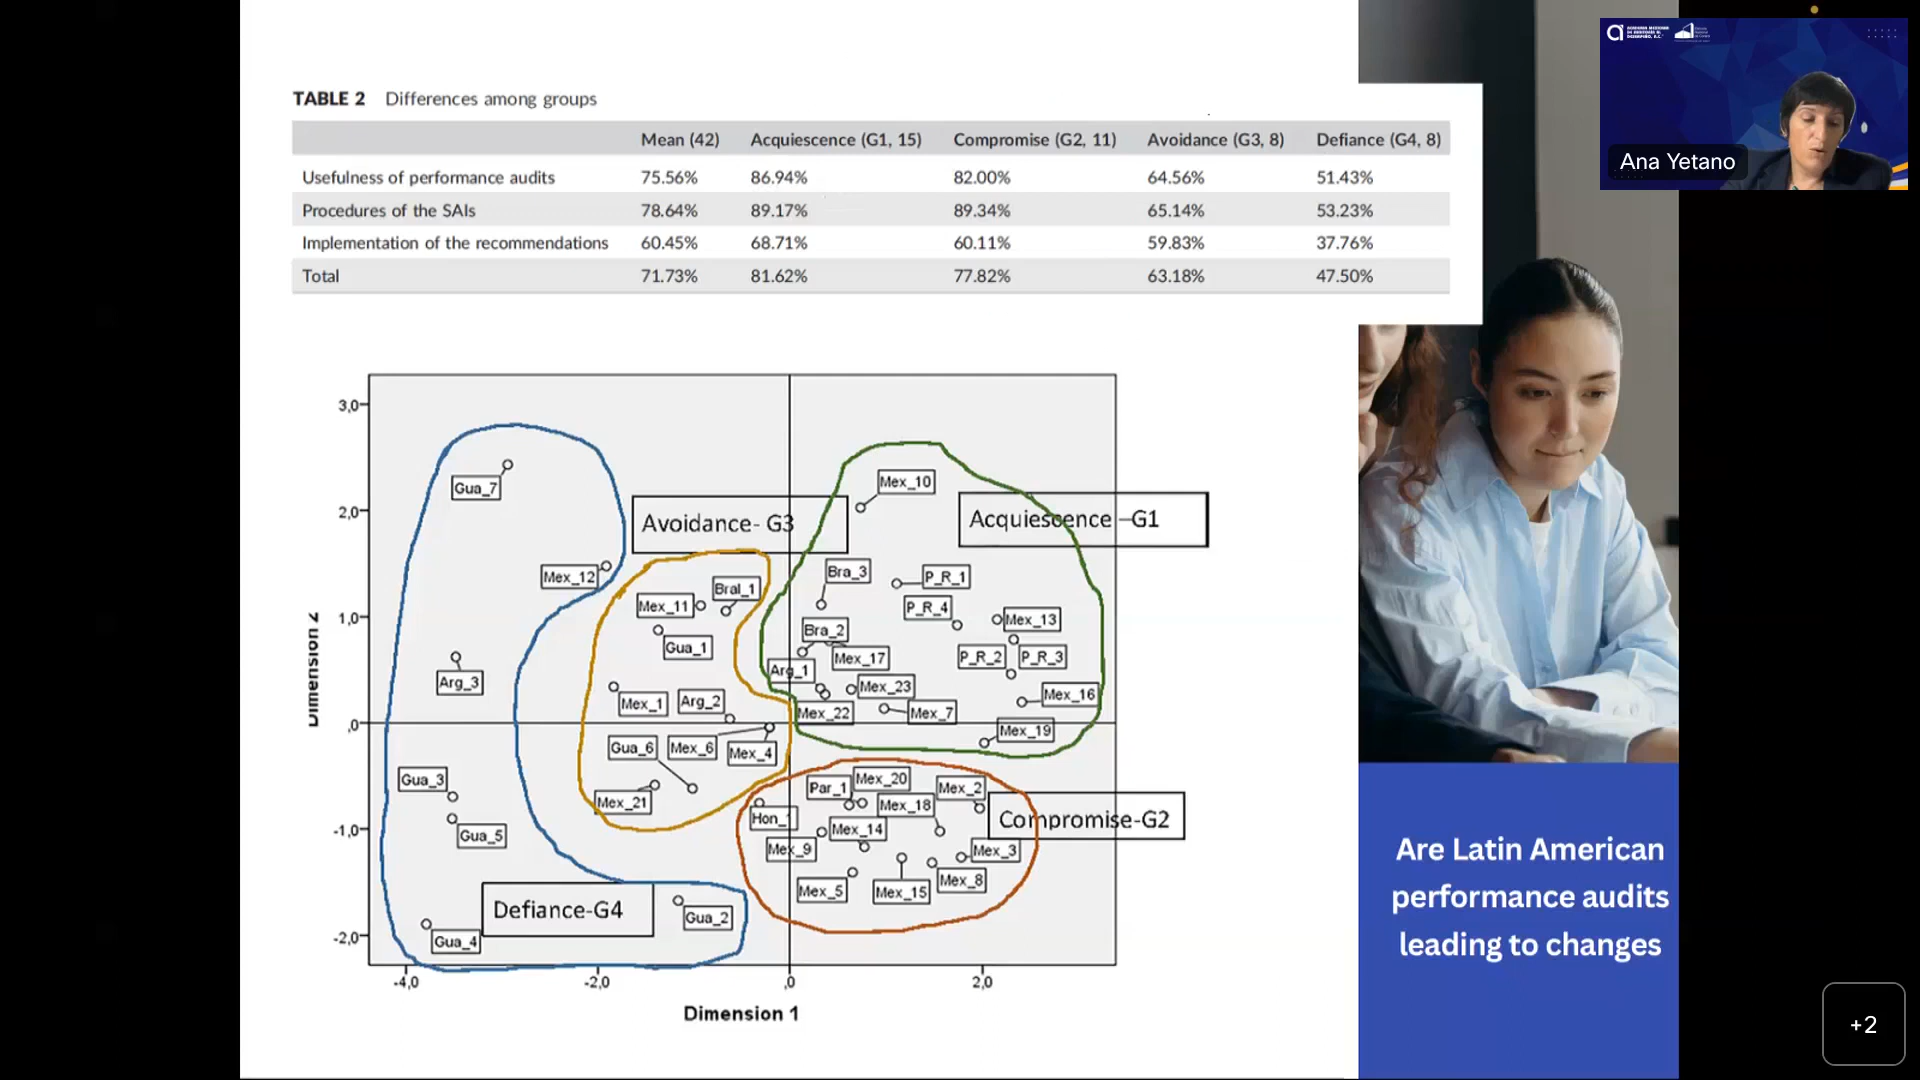 TABLE 2 Differences among groups
Mean (42) Acquiescence (G1, 15) Compromise (G2, 11) Avoidance (G3, 8) Defiance (G4, 8)
Usefulness of performance audits 75.56% 86.94% 82.00% 64.56% 51.43%
Procedures of the SAIs 78.64% 89.17% 89.34% 65.14% 53.23%
Implementation of the recommendations 60.45% 68.71% 60.11% 59.83% 37.76%
Total 71.73% 81.62% 77.82% 63.18% 47.50%
Ana Yetano
3,0
Gua_7
Mex_10
2,0
Avoidance- G3
Acquiescence –G1
Mex_12
Bra_3
P_R_1
Bral_1
Mex_11
P_R_4
1,0
Mex_13
Bra_2
Gua_1
Mex_17
P_R_2
P_R_3
Arg_1
Arg_3
Mex_23
Mex_16
Mex_1
Arg_2
Mex_22
Mex_7
,0
Mex_19
Gua_6
Mex_6
Mex_4
Gua_3
Mex_20
Par_1
Mex_2
Mex_21
Mex_18
Hon_1
Compromise-G2
-1,0
Mex_14
Gua_5
Mex_9
Mex_3
Mex_8
Mex_5
Mex_15
Defiance-G4
Gua_2
-2,0
Gua_4
-4,0 -2,0 ,0 2,0
Dimension 1
Dimension 2
Are Latin American
performance audits
leading to changes
+2